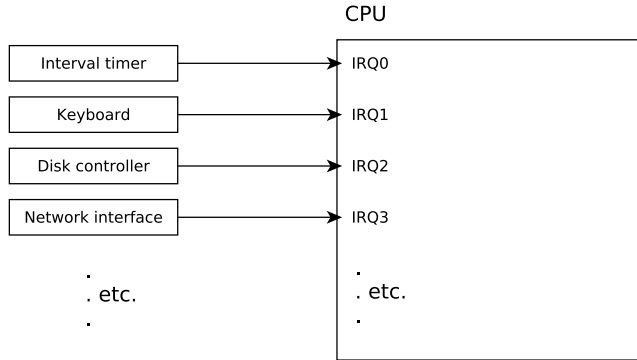 CPU
Interval timer IRQ0
Keyboard IRQ1
Disk controller IRQ2
Network interface IRQ3
. .
. etc. . etc.
. .